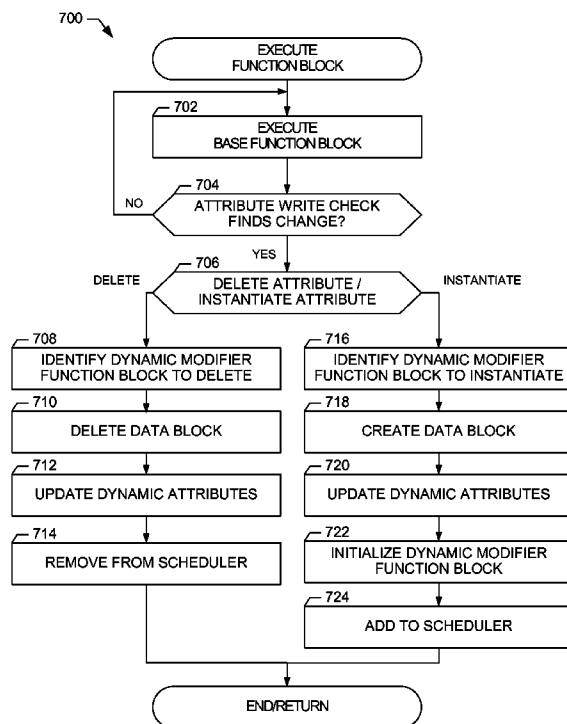 700
EXECUTE
FUNCTION BLOCK
702
EXECUTE
BASE FUNCTION BLOCK
704
NO
ATTRIBUTE WRITE CHECK
FINDS CHANGE?
YES
706
DELETE
DELETE ATTRIBUTE /
INSTANTIATE ATTRIBUTE
INSTANTIATE
708
IDENTIFY DYNAMIC MODIFIER
FUNCTION BLOCK TO DELETE
710
DELETE DATA BLOCK
712
UPDATE DYNAMIC ATTRIBUTES
714
REMOVE FROM SCHEDULER
716
IDENTIFY DYNAMIC MODIFIER
FUNCTION BLOCK TO INSTANTIATE
718
CREATE DATA BLOCK
720
UPDATE DYNAMIC ATTRIBUTES
722
INITIALIZE DYNAMIC MODIFIER
FUNCTION BLOCK
724
ADD TO SCHEDULER
END/RETURN